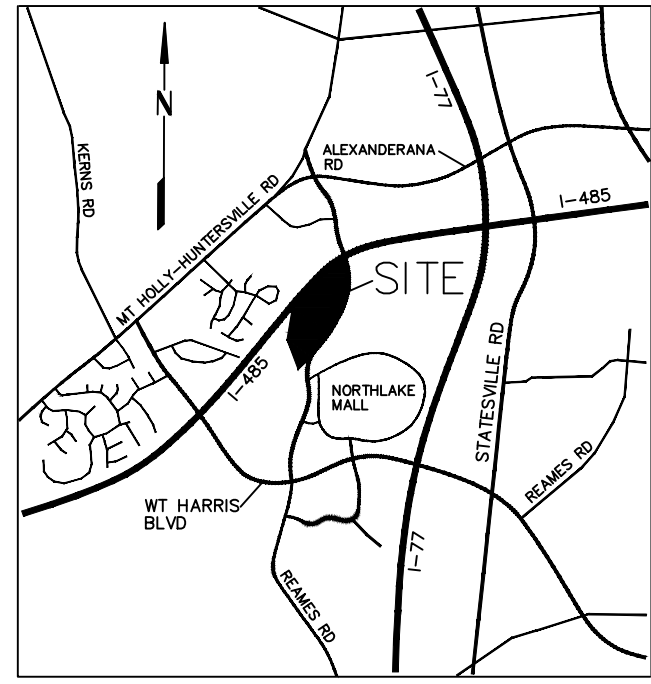 I-77
N
KERNS RD
ALEXANDERANA
RD
MT HOLLY-HUNTERSVILLE RD
I-485
SITE
I-485
NORTHLAKE
MALL
STATESVILLE RD
REAMES RD
WT HARRIS
BLVD
I-77
REAMES RD